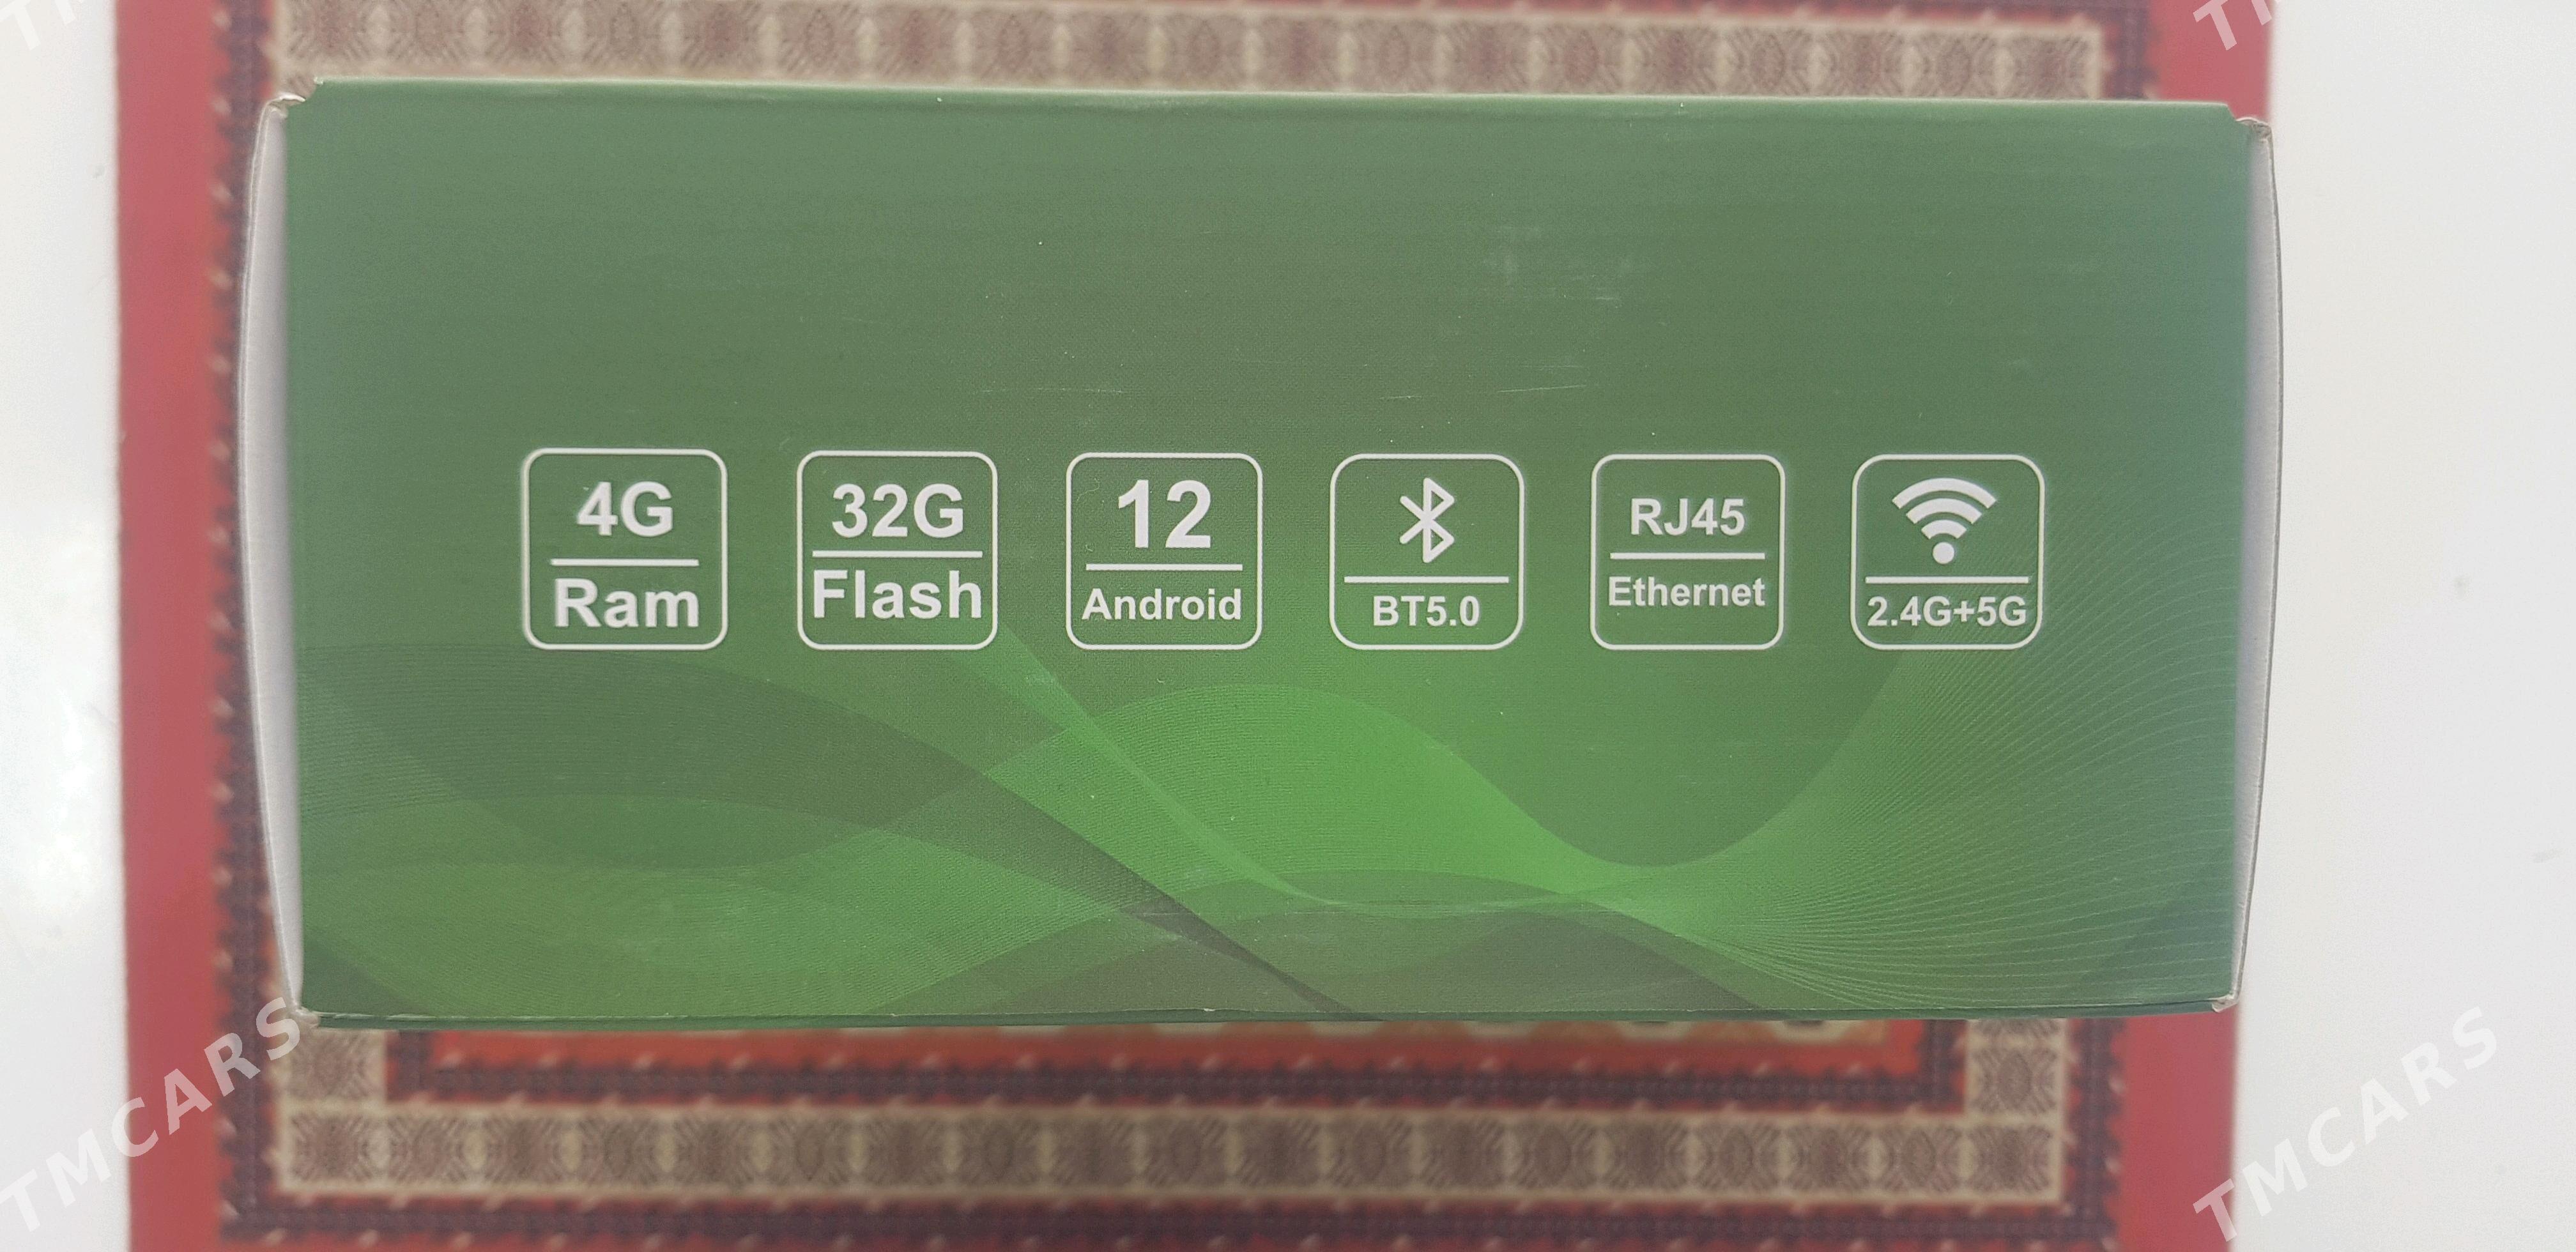 4G
Ram
32G
Flash
12
Android
BT5.0
RJ45
Ethernet
2.4G+5G
TMCARS
TMCARS